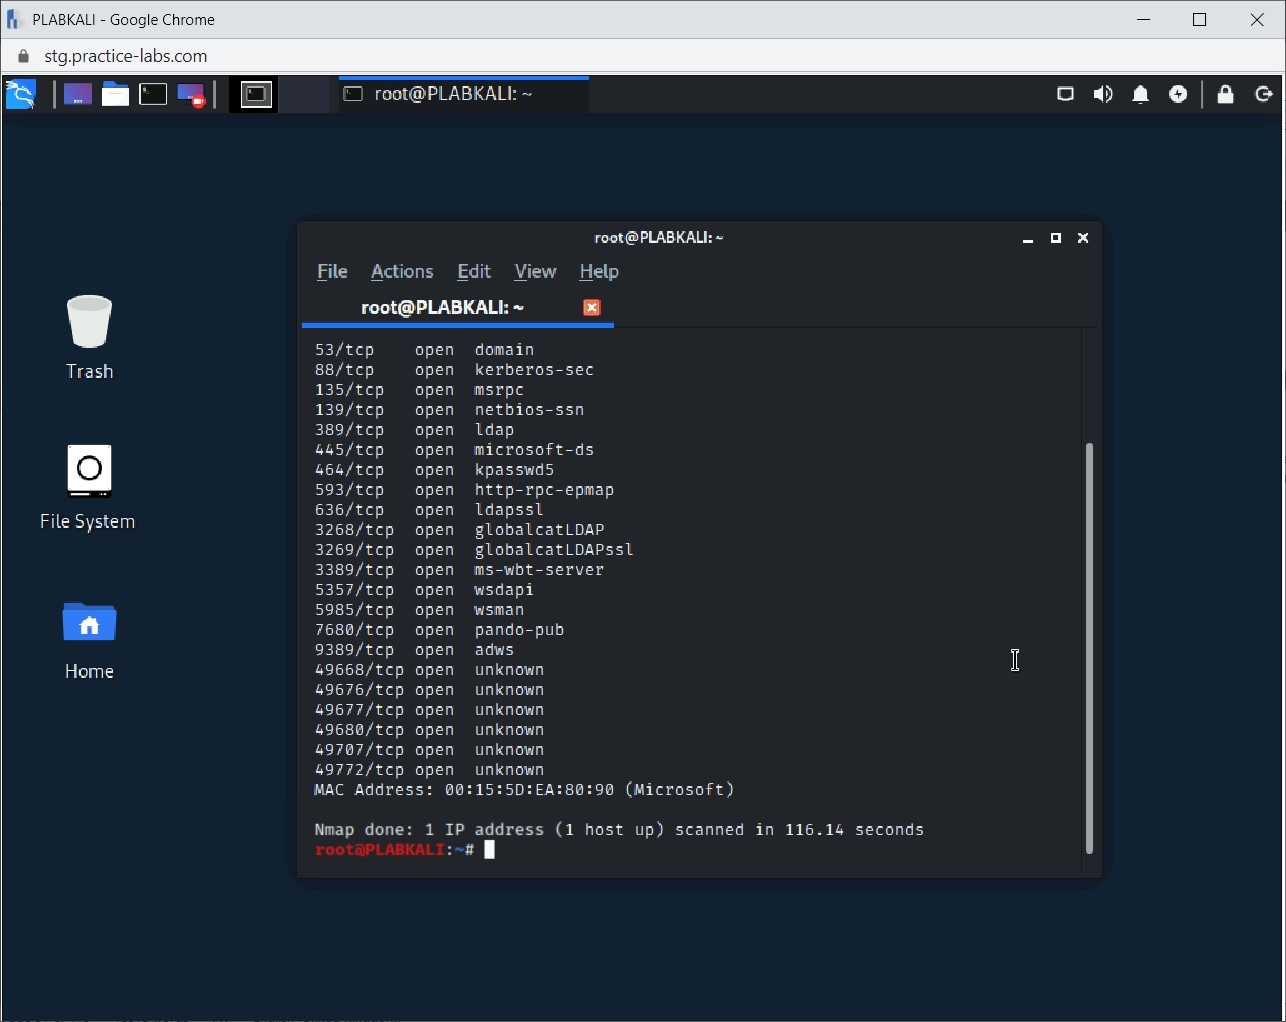 PLABKALI - Google Chrome
stg.practice-labs.com
root@PLABKALI: ~
root@PLABKALI: ~
File Actions Edit View Help
root@PLABKALI: ~
Trash
File System
Home
53/tcp open domain
88/tcp open kerberos-sec
135/tcp open msrpc
139/tcp open netbios-ssn
389/tcp open ldap
445/tcp open microsoft-ds
464/tcp open kpasswd5
593/tcp open http-rpc-epmap
636/tcp open ldapssl
3268/tcp open globalcatLDAP
3269/tcp open globalcatLDAPssl
3389/tcp open ms-wbt-server
5357/tcp open wsdapi
5985/tcp open wsman
7680/tcp open pando-pub
9389/tcp open adws
49668/tcp open unknown
49676/tcp open unknown
49677/tcp open unknown
49680/tcp open unknown
49707/tcp open unknown
49772/tcp open unknown
MAC Address: 00:15:5D:EA:80:90 (Microsoft)
Nmap done: 1 IP address (1 host up) scanned in 116.14 seconds
root@PLABKALI:~#